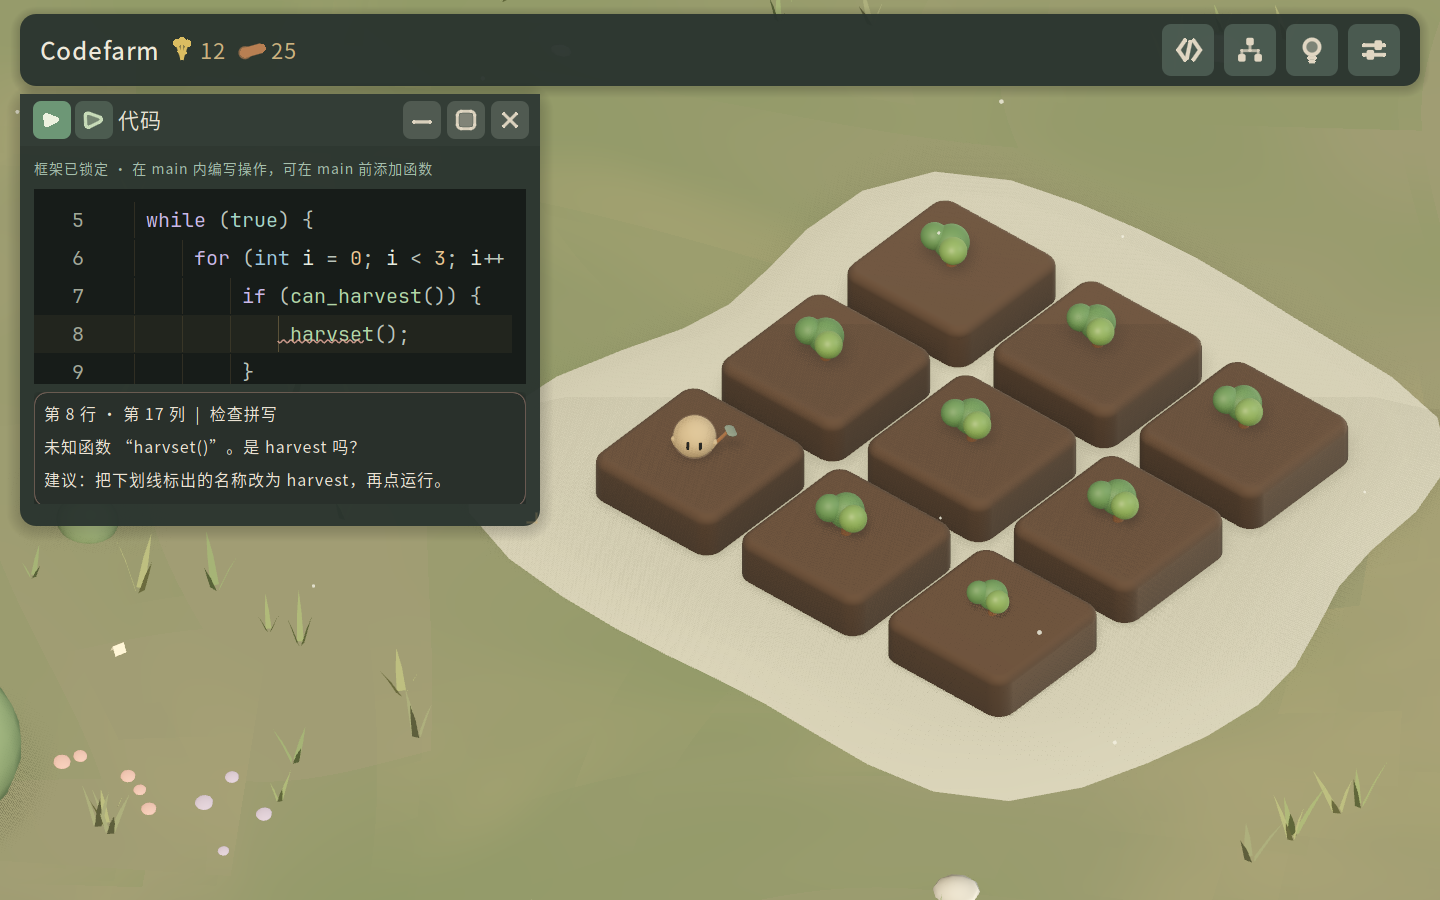 Codefarm 12 25
代码
框架已锁定 · 在 main 内编写操作，可在 main 前添加函数
5 while (true) {
6 for (int i = 0; i < 3; i++
7 if (can_harvest()) {
8 harvset();
9 }
第 8 行 · 第 17 列 | 检查拼写
未知函数 “harvset()” 。是 harvest 吗？
建议：把下划线标出的名称改为 harvest，再点运行。